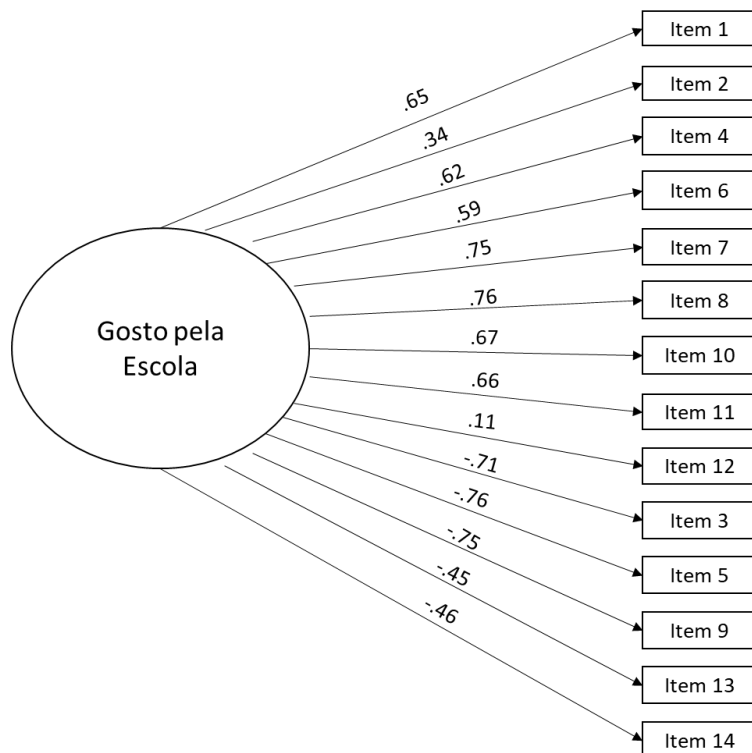 Item 1
.65
Item 2
.34
Item 4
.62
Item 6
.59
Item 7
.75
Item 8
.76
Gosto pela
Escola
Item 10
.67
Item 11
.66
Item 12
.11
Item 3
-.71
Item 5
-.76
Item 9
-.75
Item 13
-.45
Item 14
-.46